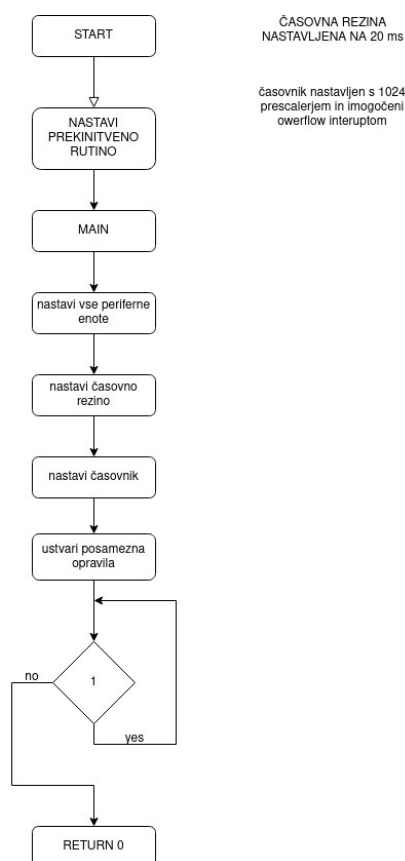 START
ČASOVNA REZINA
NASTAVLJENA NA 20 ms
časovnik nastavljen s 1024
prescalerjem in imogočeni
owerflow interuptom
NASTAVI
PREKINITVENO
RUTINO
MAIN
nastavi vse periferne
enote
nastavi časovno
rezino
nastavi časovnik
ustvari posamezna
opravila
1
no
yes
RETURN 0